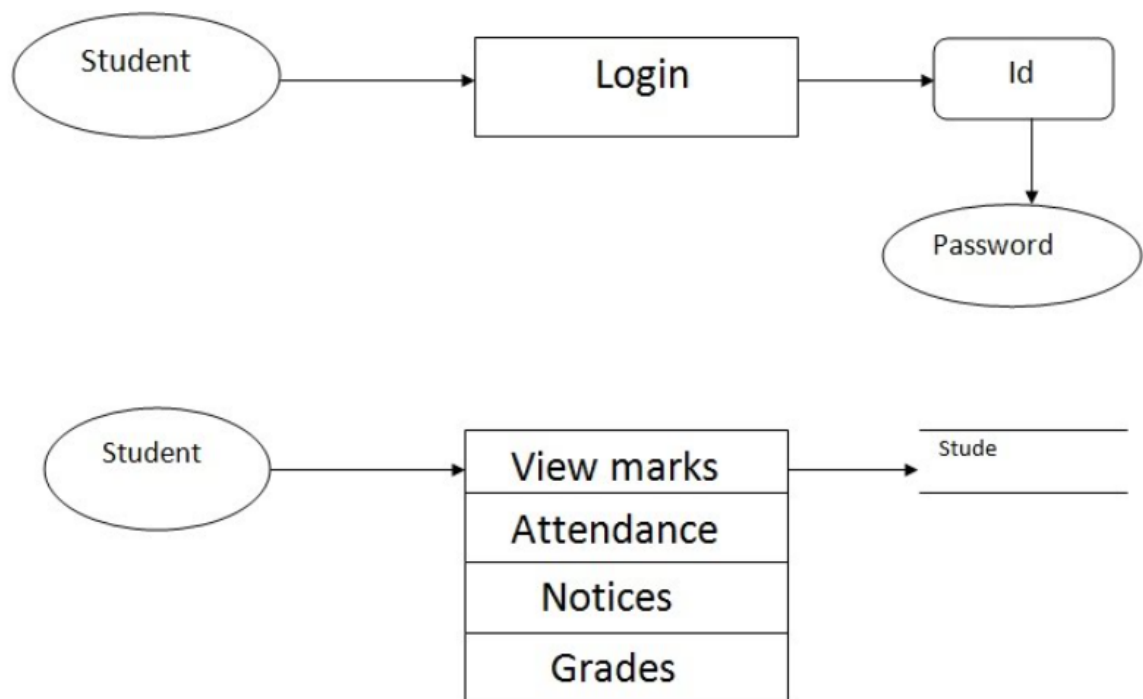 Student
Login
Id
Password
Student
View marks
Stude
Attendance
Notices
Grades